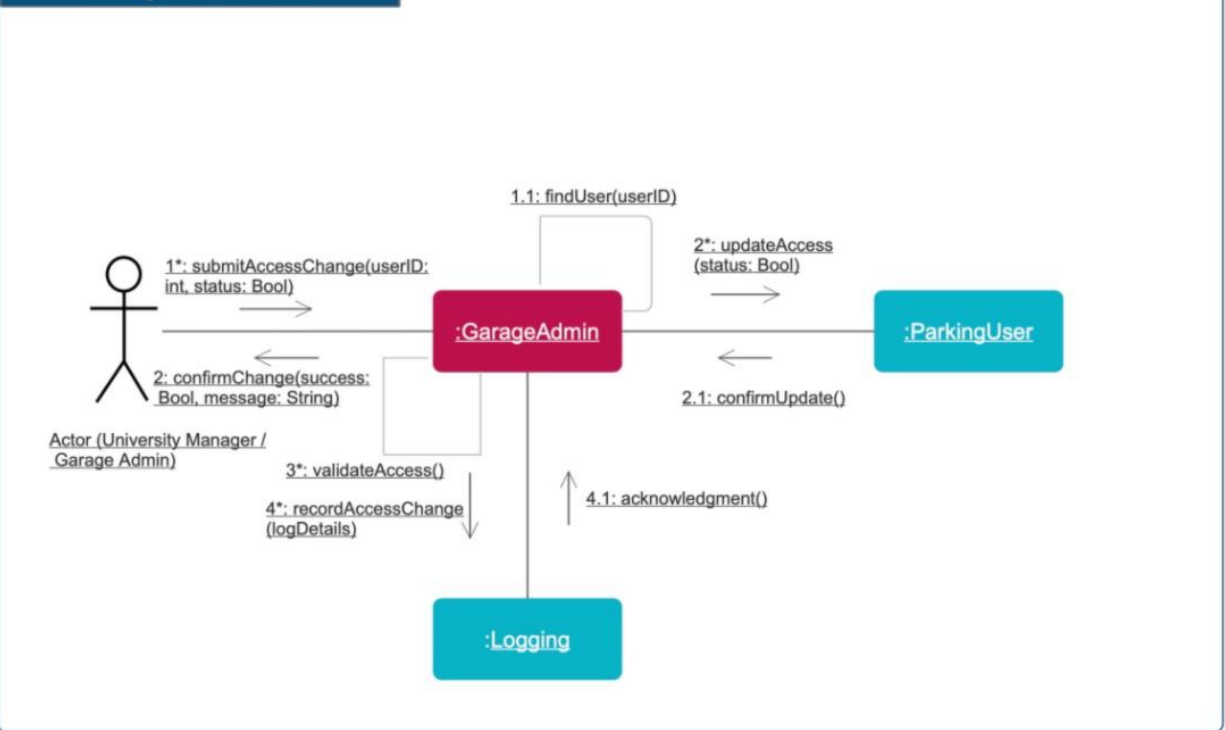 1.1: findUser(userID)
1*: submitAccessChange(userID:
int, status: Bool)
2*: updateAccess
(status: Bool)
:GarageAdmin
:ParkingUser
2: confirmChange(success:
Bool, message: String)
2.1: confirmUpdate()
Actor (University Manager /
Garage Admin)
3*: validateAccess()
4*: recordAccessChange
(logDetails)
4.1: acknowledgment()
:Logging